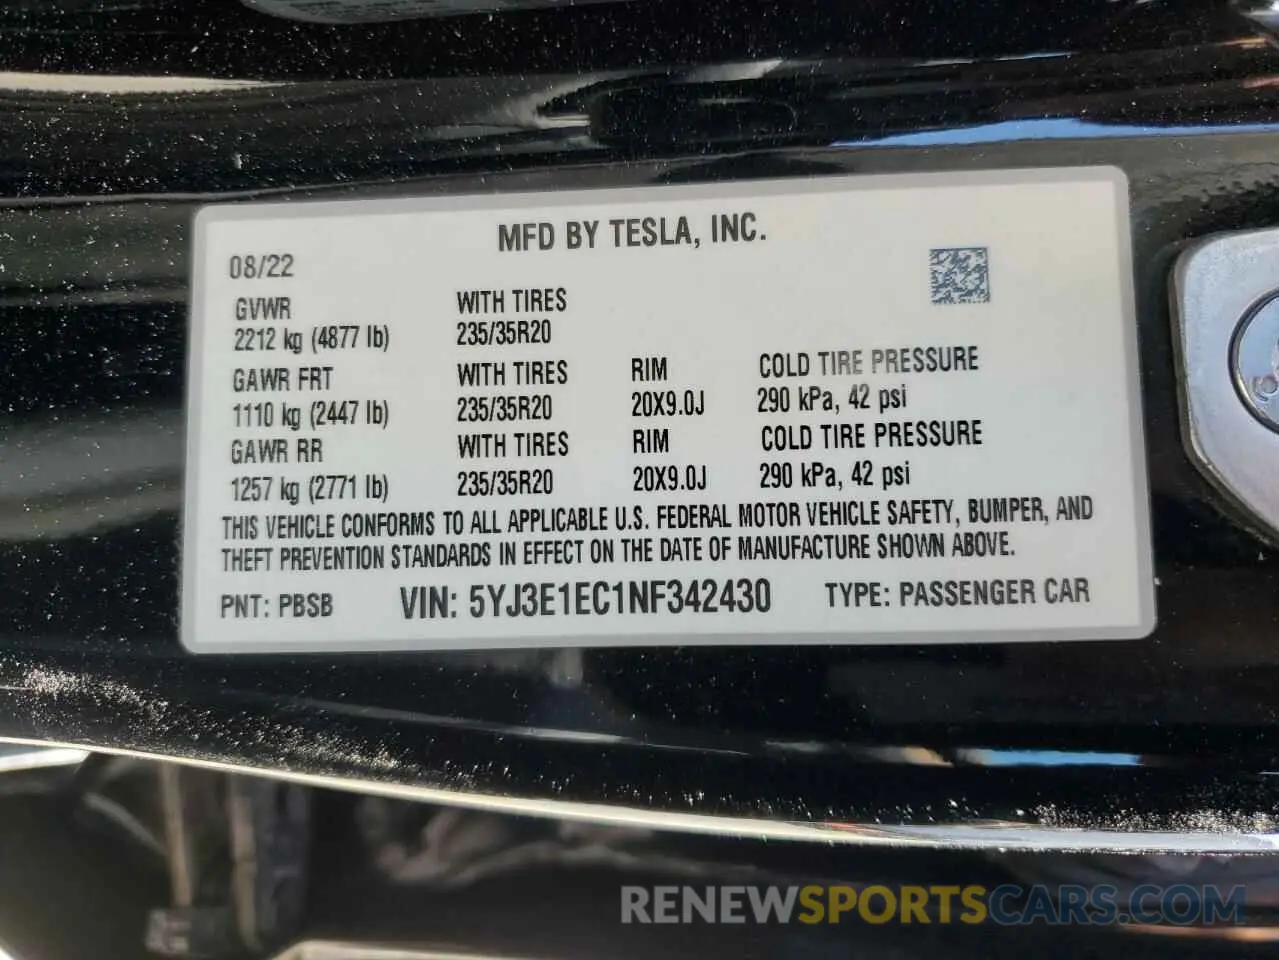 MFD BY TESLA, INC.
08/22
GVWR WITH TIRES
2212 kg (4877 lb) 235/35R20
GAWR FRT WITH TIRES RIM COLD TIRE PRESSURE
1110 kg (2447 lb) 235/35R20 20X9.0J 290 kPa, 42 psi
GAWR RR WITH TIRES RIM COLD TIRE PRESSURE
1257 kg (2771 lb) 235/35R20 20X9.0J 290 kPa, 42 psi
THIS VEHICLE CONFORMS TO ALL APPLICABLE U.S. FEDERAL MOTOR VEHICLE SAFETY, BUMPER, AND
THEFT PREVENTION STANDARDS IN EFFECT ON THE DATE OF MANUFACTURE SHOWN ABOVE.
PNT: PBSB VIN: 5YJ3E1EC1NF342430 TYPE: PASSENGER CAR
RENEWSPORTSCARS.COM